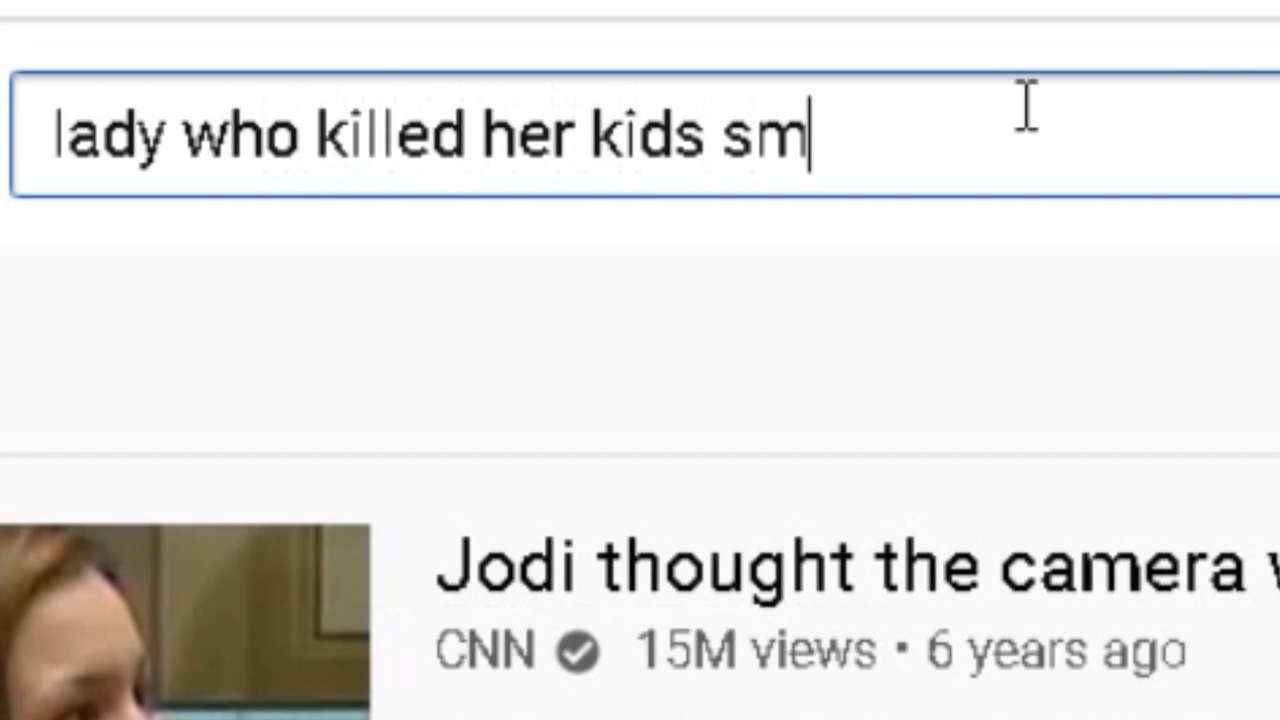 lady who killed her kids sm
Jodi thought the camera
CNN 15M views • 6 years ago